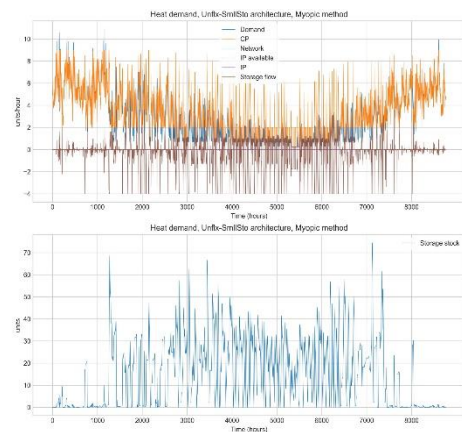 Heat demand, Unflx-SmllSto architecture, Myopic method
Demand
CP
Network
IP available
IP
Storage flow
units/hour
10
8
6
4
2
0
-2
-4
0 1000 2000 3000 4000 5000 6000 7000 8000
Time (hours)
Heat demand, Unflx-SmllSto architecture, Myopic method
Storage stock
units
70
60
50
40
30
20
10
0
0 1000 2000 3000 4000 5000 6000 7000 8000
Time (hours)